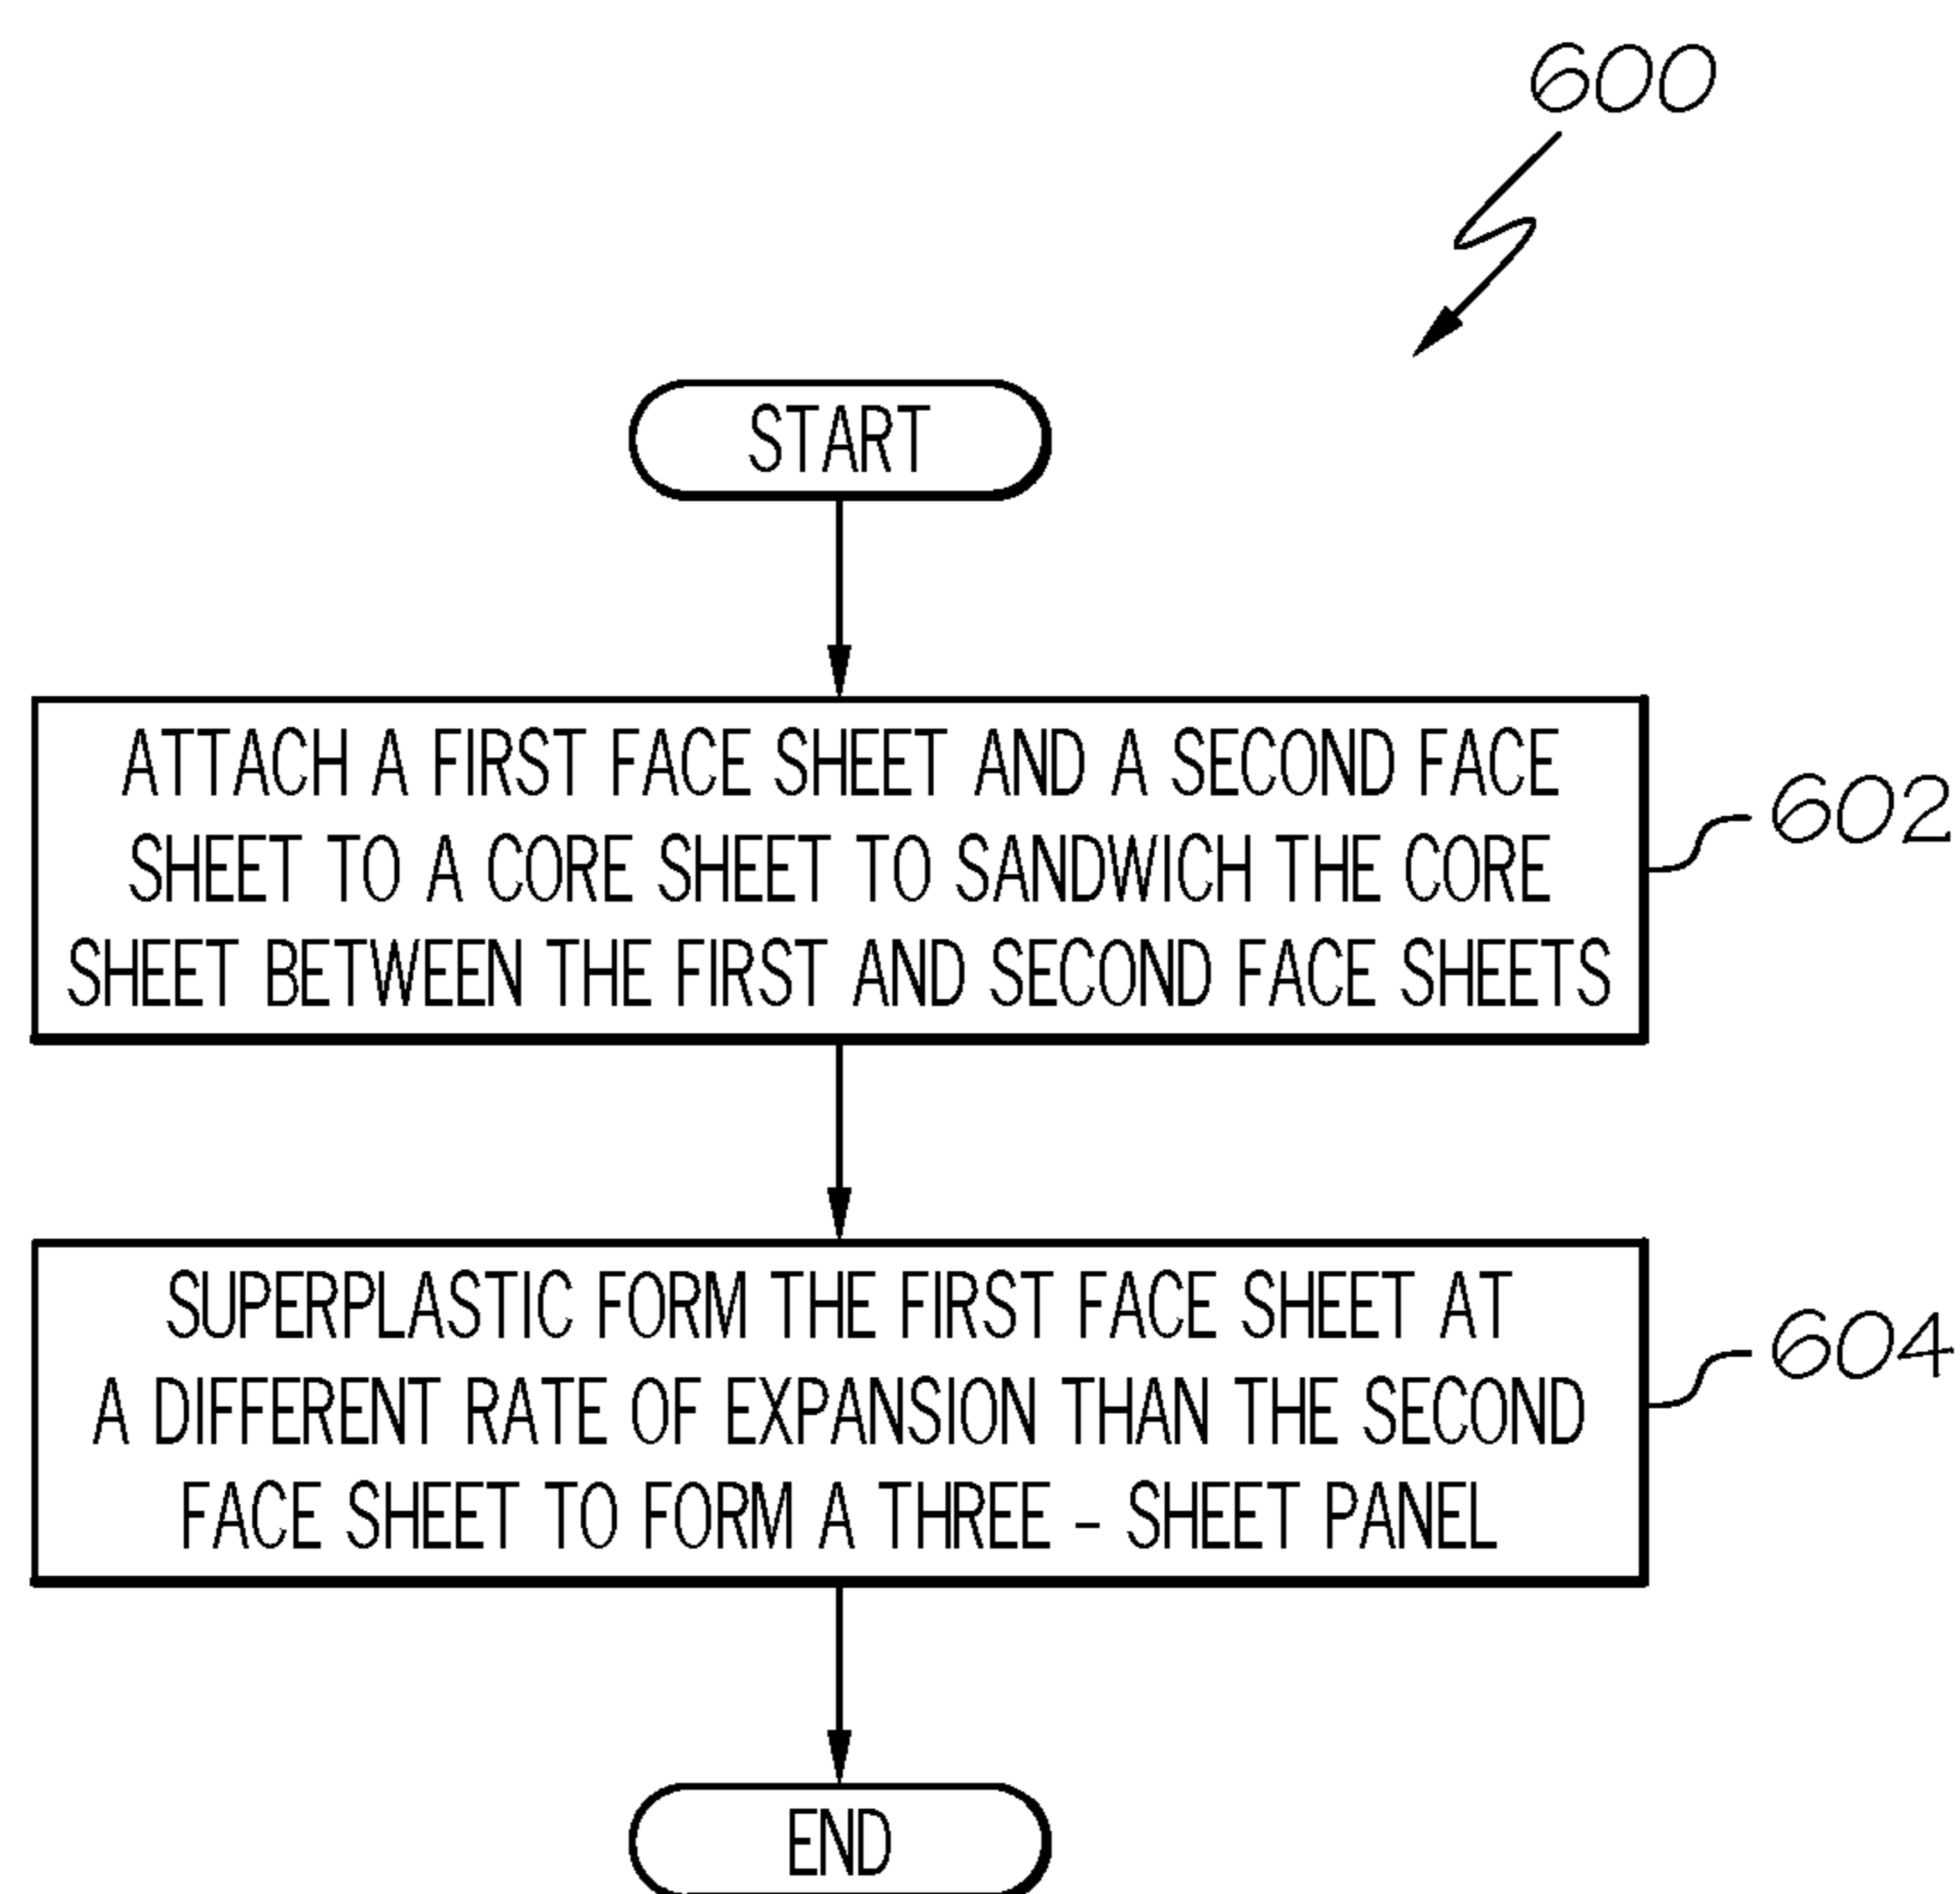 600
START
ATTACH A FIRST FACE SHEET AND A SECOND FACE
SHEET TO A CORE SHEET TO SANDWICH THE CORE
SHEET BETWEEN THE FIRST AND SECOND FACE SHEETS
602
SUPERPLASTIC FORM THE FIRST FACE SHEET AT
A DIFFERENT RATE OF EXPANSION THAN THE SECOND
FACE SHEET TO FORM A THREE - SHEET PANEL
604
END